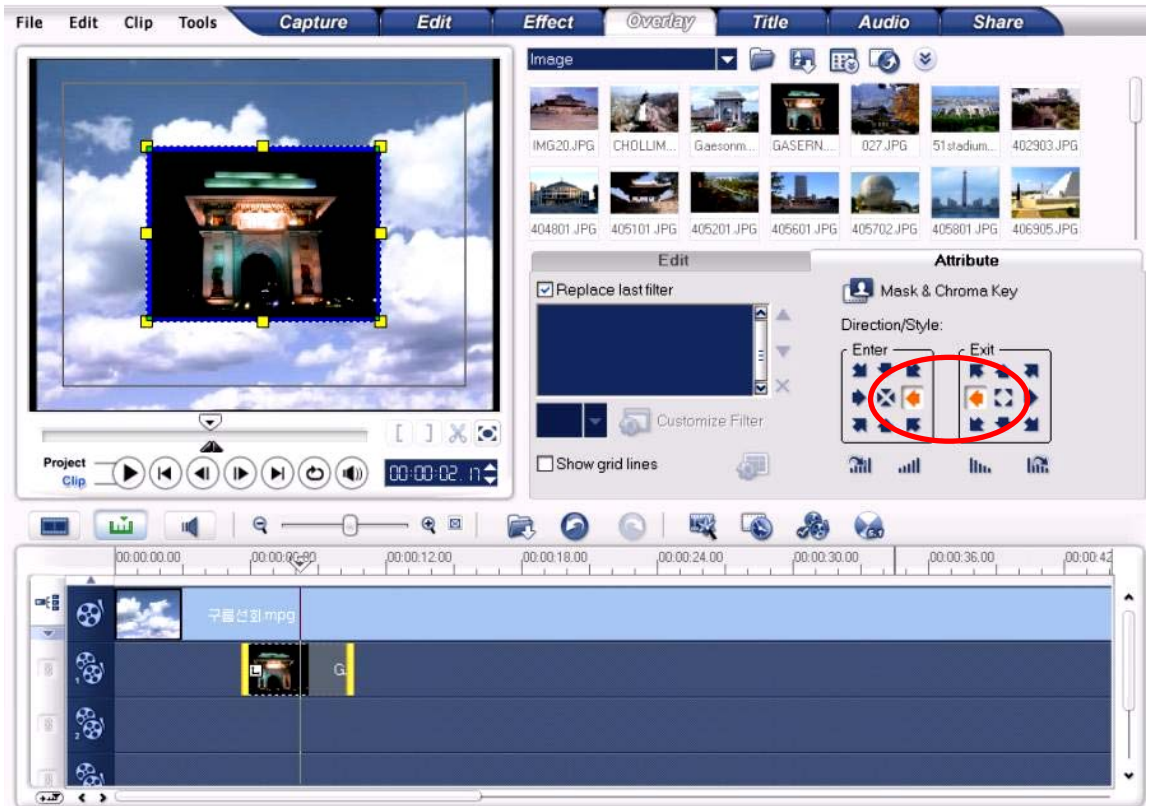 File Edit Clip Tools Capture Edit Effect Overlay Title Audio Share
Image
IMG20.JPG CHOLLIM... Gaesonm... GASERN... 027.JPG 51stadium... 402903.JPG
404801.JPG 405101.JPG 405201.JPG 405601.JPG 405702.JPG 405801.JPG 406905.JPG
Edit Attribute
Replace last filter
Mask & Chroma Key
Direction/Style:
Enter Exit
Customize Filter
Show grid lines
Project
Clip
[ ]
00:00:02.17
5.1
00:00:00.00 00:00:12.00 00:00:18.00 00:00:24.00 00:00:30.00 00:00:36.00 00:00:42
구름선회.mpg
1 G.
2